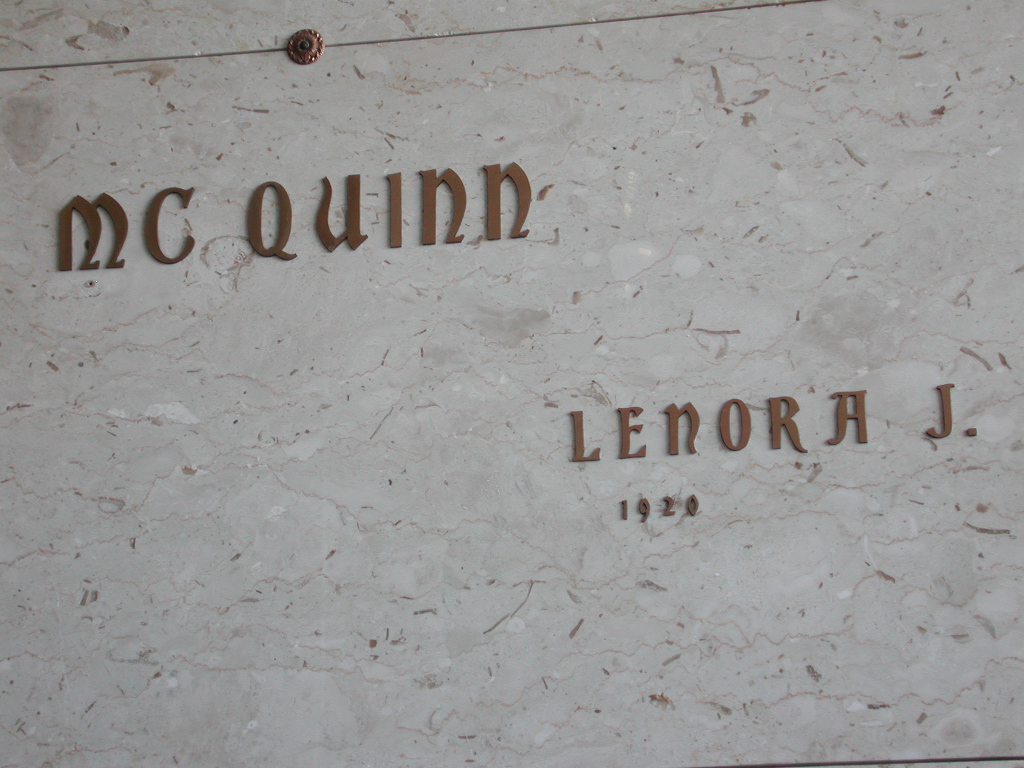 MC QUINN
LENORA J.
1920